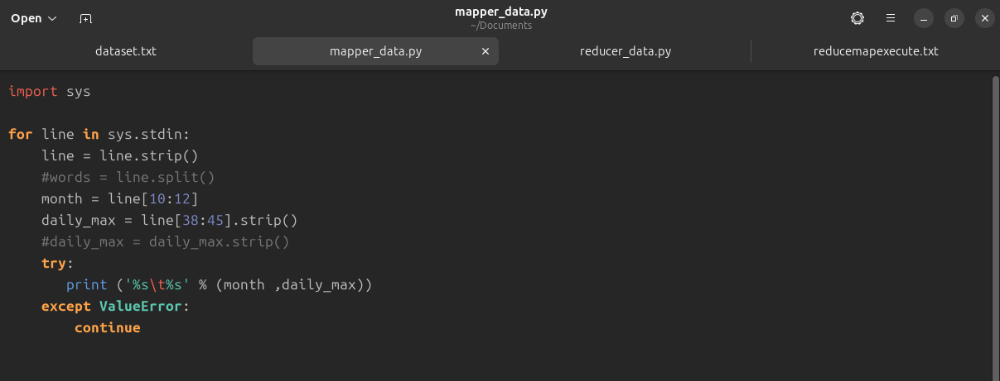 Open
mapper_data.py
~/Documents
dataset.txt
mapper_data.py
reducer_data.py
reducemapexecute.txt
import sys
for line in sys.stdin:
    line = line.strip()
    #words = line.split()
    month = line[10:12]
    daily_max = line[38:45].strip()
    #daily_max = daily_max.strip()
    try:
       print ('%s\t%s' % (month ,daily_max))
    except ValueError:
        continue